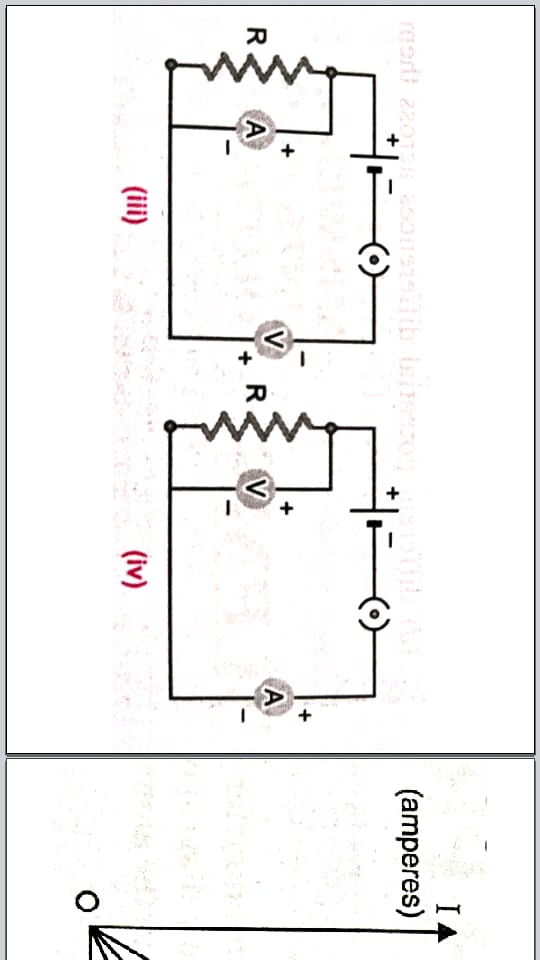 + −
R
A
+
−
V
−
+
(iii)
+ −
R
V
+
−
A
+
−
(iv)
I
(amperes)
O